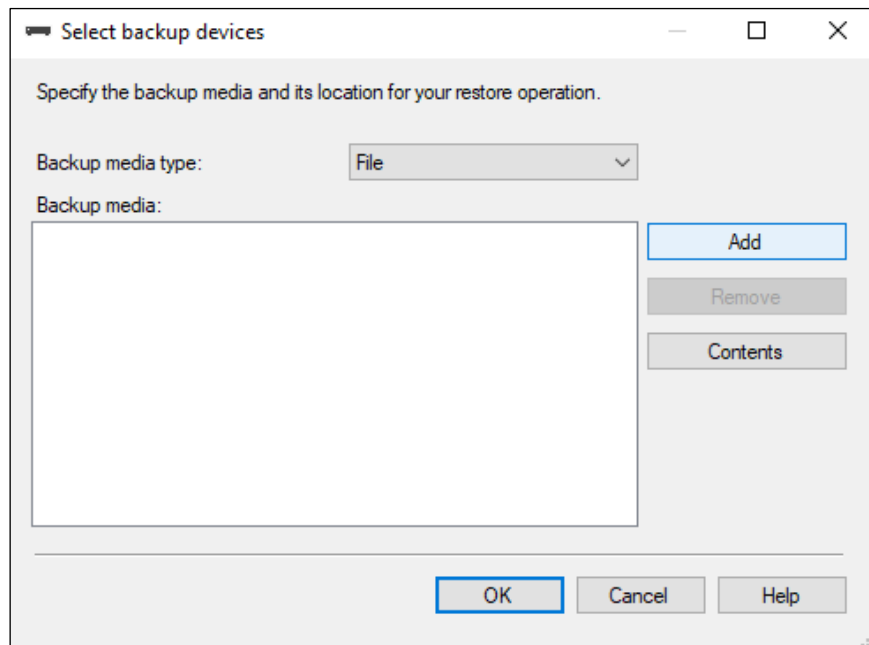 Select backup devices
Specify the backup media and its location for your restore operation.
Backup media type: File
Backup media:
Add
Remove
Contents
OK Cancel Help